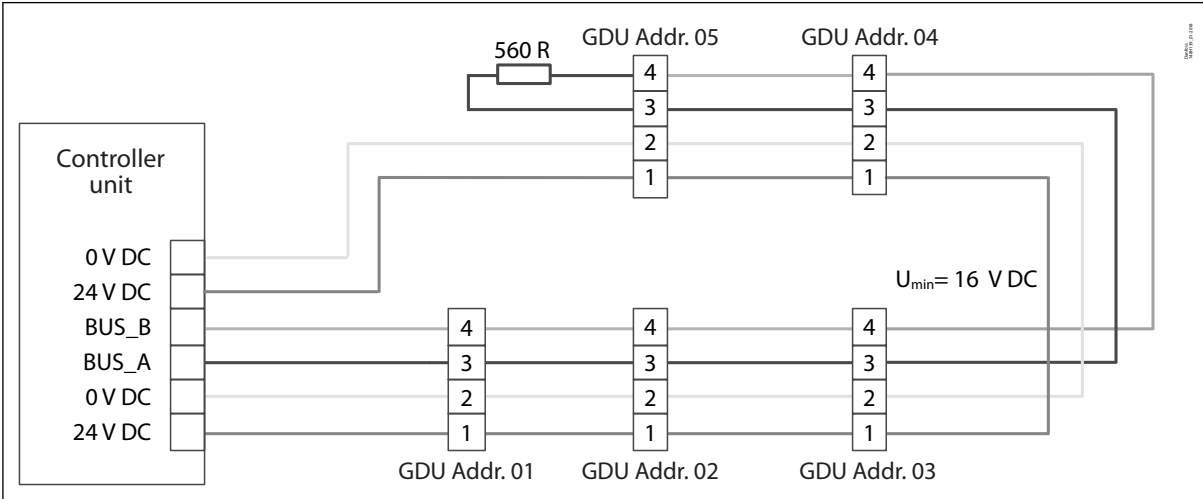 GDU Addr. 05
GDU Addr. 04
560 R
4
4
3
3
2
2
1
1
Controller
unit
0 V DC
24 V DC
BUS_B
BUS_A
0 V DC
24 V DC
Umin= 16 V DC
4
4
4
3
3
3
2
2
2
1
1
1
GDU Addr. 01
GDU Addr. 02
GDU Addr. 03